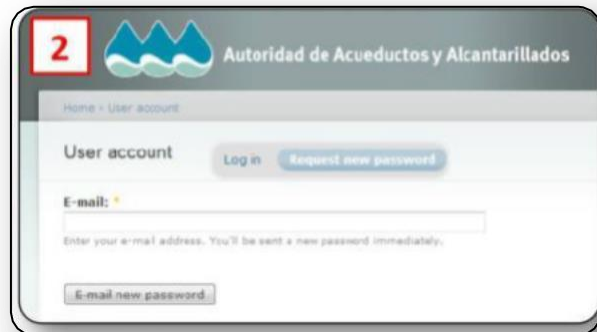 2
Autoridad de Acueductos y Alcantarillados
Home › User account
User account
Log in
Request new password
E-mail: *
Enter your e-mail address. You'll be sent a new password immediately.
E-mail new password